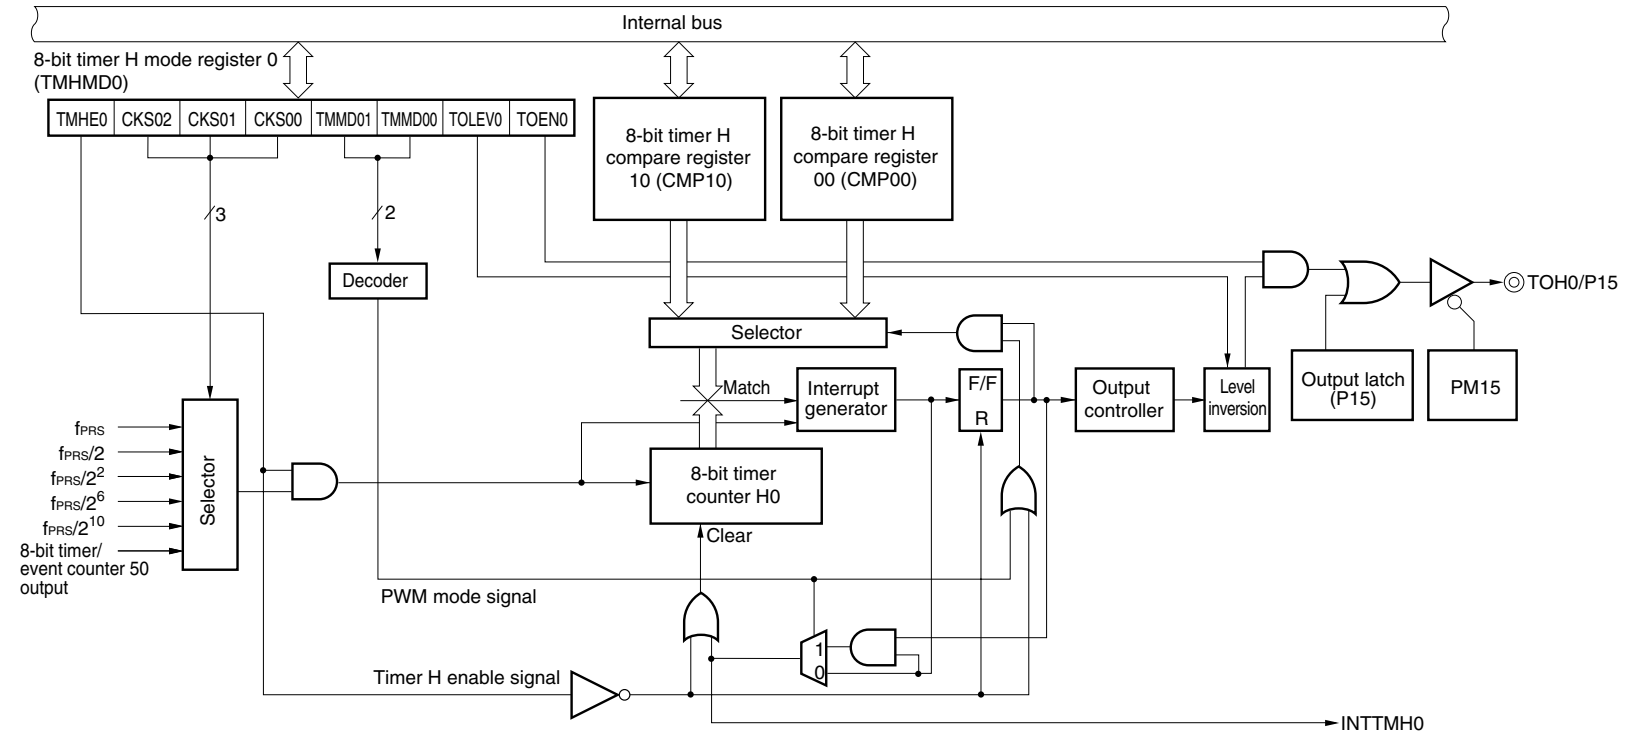 Internal bus
8-bit timer H mode register 0
(TMHMD0)
TMHE0 CKS02 CKS01 CKS00 TMMD01 TMMD00 TOLEV0 TOEN0
8-bit timer H
compare register
10 (CMP10)
8-bit timer H
compare register
00 (CMP00)
3
2
Decoder
TOH0/P15
Selector
Match
Interrupt
generator
F/F
R
Output
controller
Level
inversion
Output latch
(P15)
PM15
fPRS
fPRS/2
fPRS/2²
fPRS/2⁶
fPRS/2¹⁰
8-bit timer/
event counter 50
output
Selector
8-bit timer
counter H0
Clear
PWM mode signal
1
0
Timer H enable signal
INTTMH0